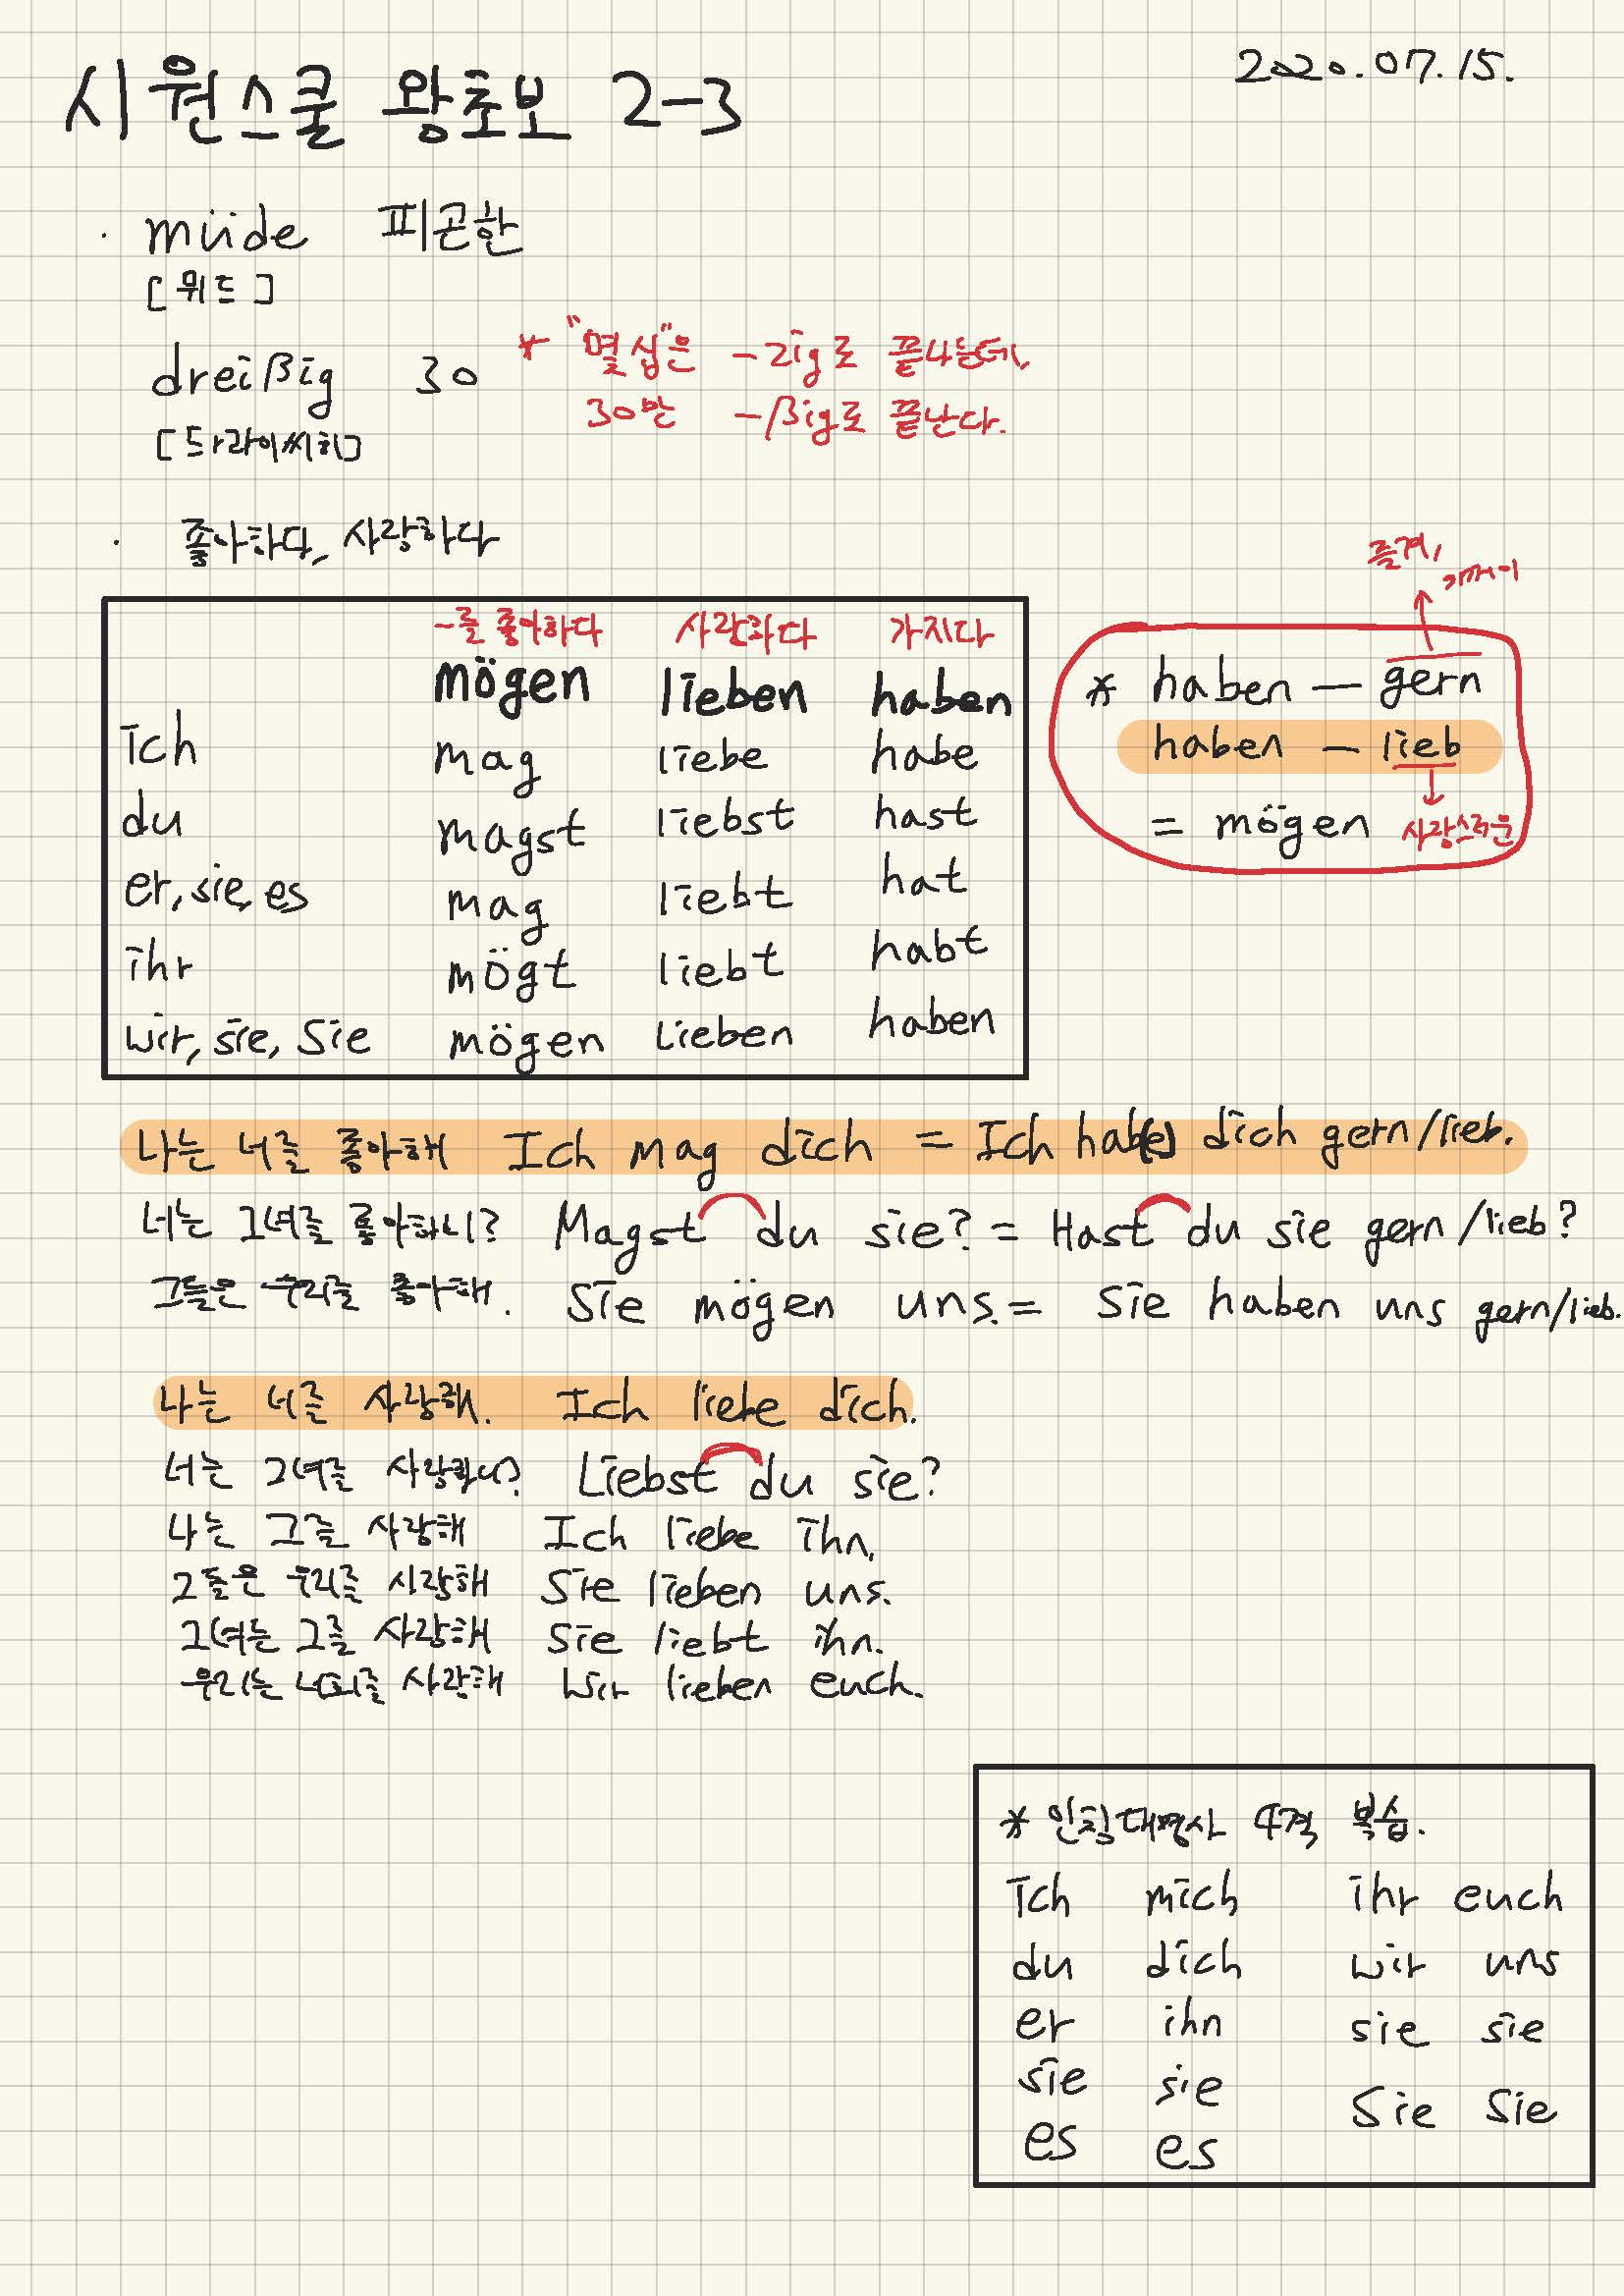 시원스쿨 왕초보 2-3
2020.07.15.
· müde 피곤한
[뮈드]
dreißig 30
[드라이씨히]
* "몇십"은 -zig로 끝나는데,
30만 -ßig로 끝난다.
· 좋아하다, 사랑하다
-를 좋아하다 사랑하다 가지다
mögen lieben haben
ich mag liebe habe
du magst liebst hast
er, sie, es mag liebt hat
ihr mögt liebt habt
wir, sie, Sie mögen lieben haben
즐겨, 기꺼이
* haben - gern
haben - lieb
= mögen 사랑스러운
나는 너를 좋아해 Ich mag dich = Ich hab(e) dich gern/lieb.
너는 그녀를 좋아하니? Magst du sie? = Hast du sie gern/lieb?
그들은 우리를 좋아해. Sie mögen uns. = Sie haben uns gern/lieb.
나는 너를 사랑해. Ich liebe dich.
너는 그녀를 사랑하니? Liebst du sie?
나는 그를 사랑해 Ich liebe ihn.
그들은 우리를 사랑해 Sie lieben uns.
그녀는 그를 사랑해 Sie liebt ihn.
우리는 너희를 사랑해 Wir lieben euch.
* 인칭대명사 4격 복습.
ich mich ihr euch
du dich wir uns
er ihn sie sie
sie sie Sie Sie
es es